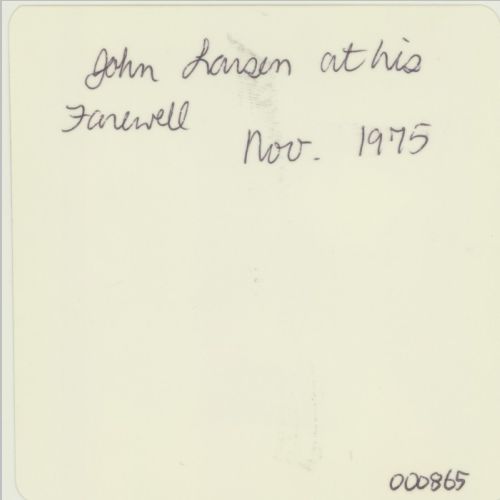 John Larsen at his
Farewell
Nov. 1975
000865